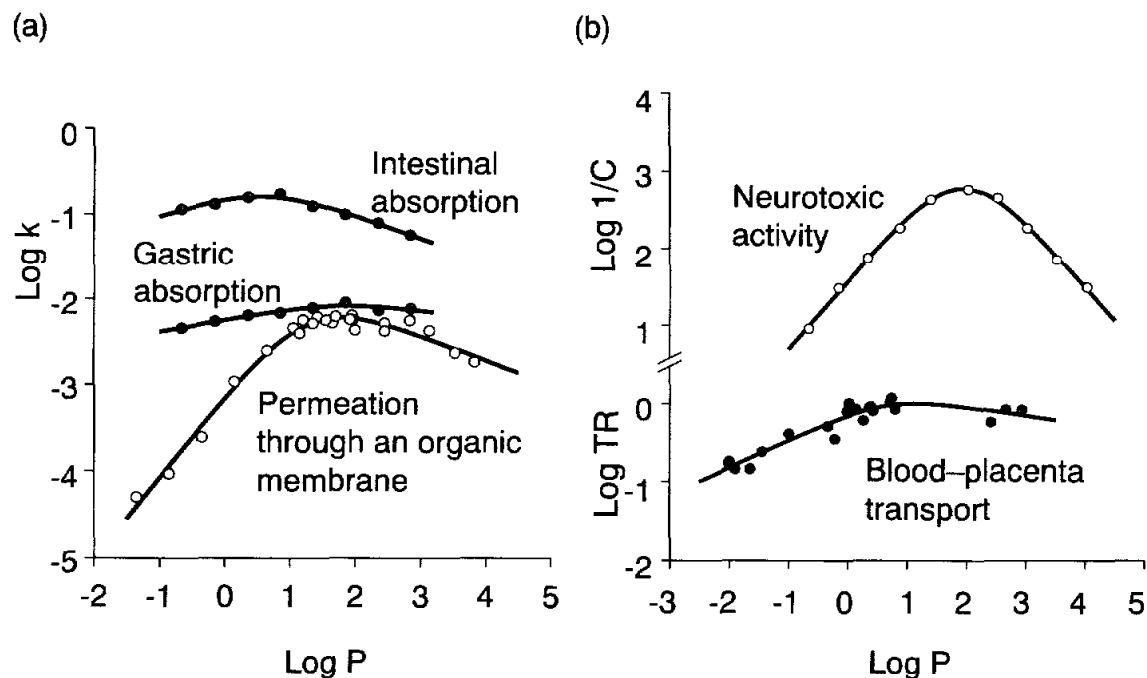 (a)
0
-1
-2
-3
-4
-5
Log k
Intestinal
absorption
Gastric
absorption
Permeation
through an organic
membrane
-2 -1 0 1 2 3 4 5
Log P
(b)
4
3
2
1
Log 1/C
Neurotoxic
activity
0
-1
-2
Log TR
Blood–placenta
transport
-3 -2 -1 0 1 2 3 4 5
Log P